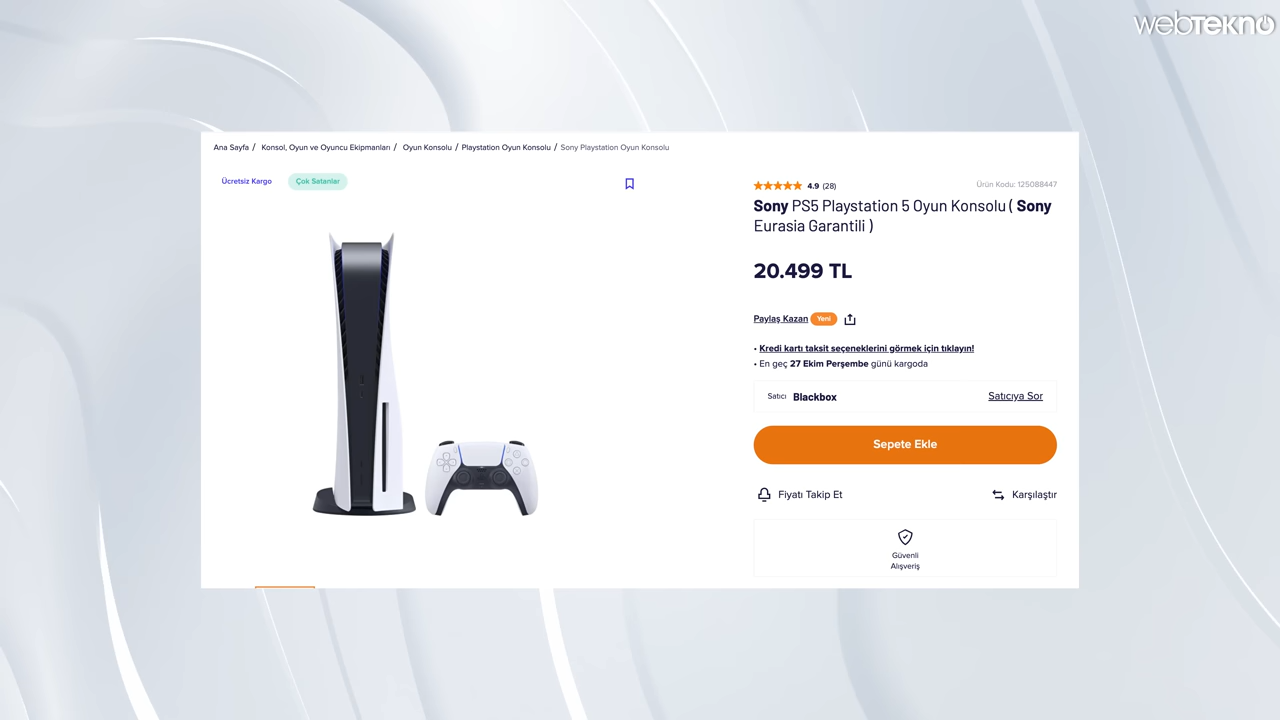 webTEKNO
Ana Sayfa / Konsol, Oyun ve Oyuncu Ekipmanları / Oyun Konsolu / Playstation Oyun Konsolu / Sony Playstation Oyun Konsolu
Ücretsiz Kargo
Çok Satanlar
4.9 (28)
Ürün Kodu: 125088447
Sony PS5 Playstation 5 Oyun Konsolu ( Sony
Eurasia Garantili )
20.499 TL
Paylaş Kazan
Yeni
• Kredi kartı taksit seçeneklerini görmek için tıklayın!
• En geç 27 Ekim Perşembe günü kargoda
Satıcı Blackbox
Satıcıya Sor
Sepete Ekle
Fiyatı Takip Et
Karşılaştır
Güvenli
Alışveriş